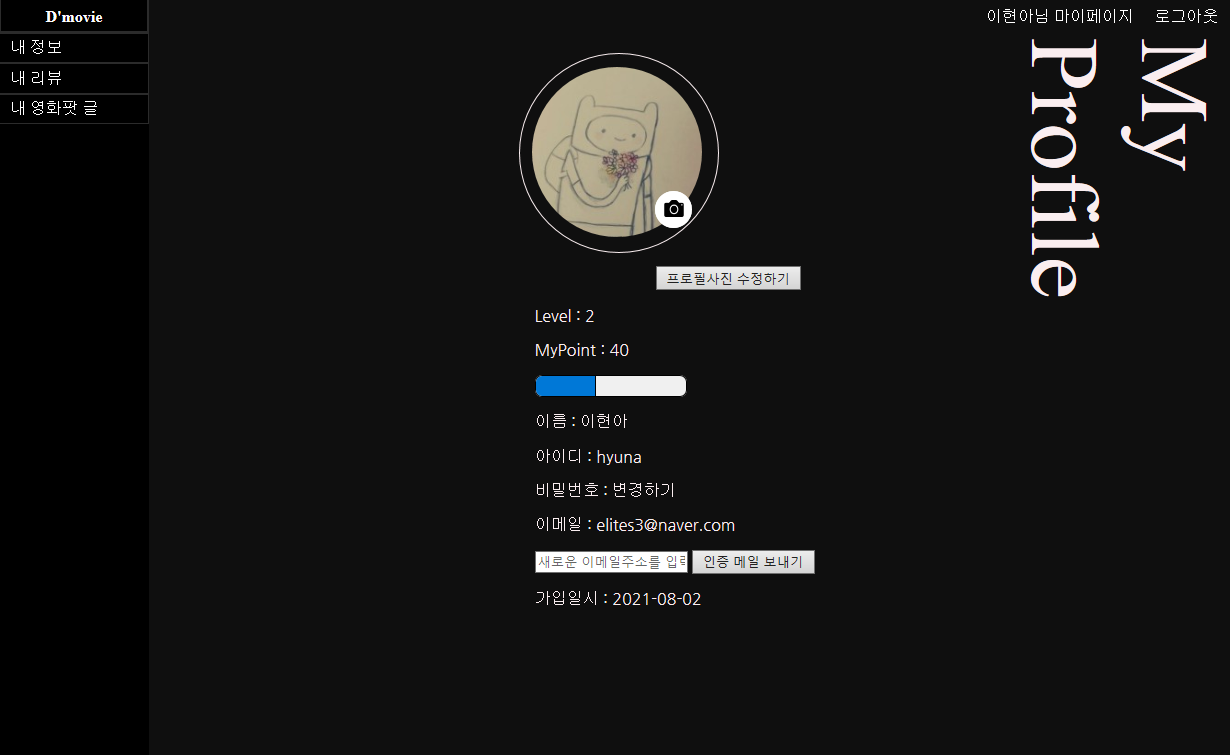 D'movie
내 정보
내 리뷰
내 영화팟 글
이현아님 마이페이지 로그아웃
My
Profile
프로필사진 수정하기
Level : 2
MyPoint : 40
이름 : 이현아
아이디 : hyuna
비밀번호 : 변경하기
이메일 : elites3@naver.com
새로운 이메일주소를 입력 인증 메일 보내기
가입일시 : 2021-08-02